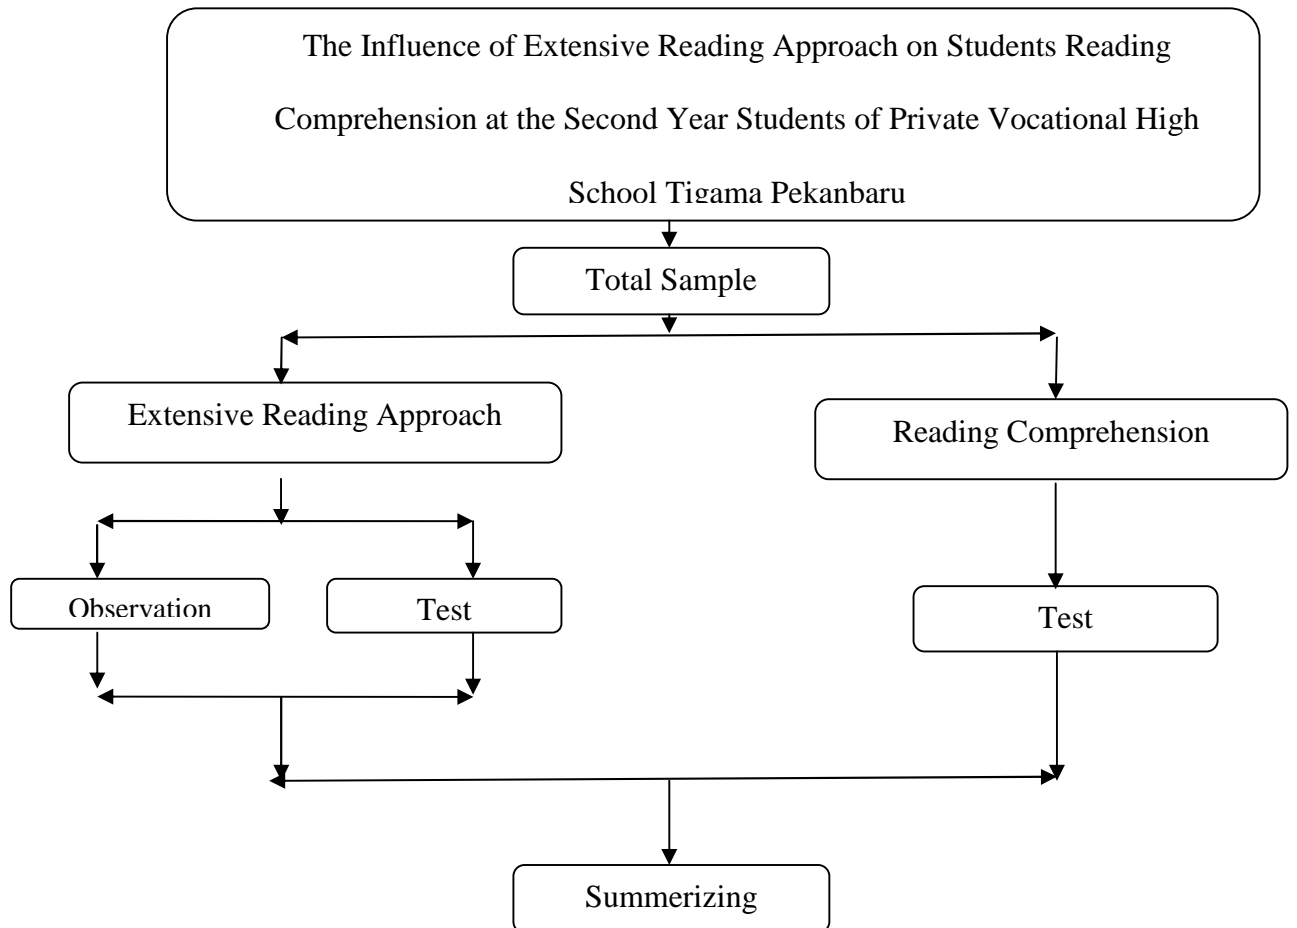 The Influence of Extensive Reading Approach on Students Reading
Comprehension at the Second Year Students of Private Vocational High
School Tigama Pekanbaru
Total Sample
Extensive Reading Approach
Reading Comprehension
Observation
Test
Test
Summerizing